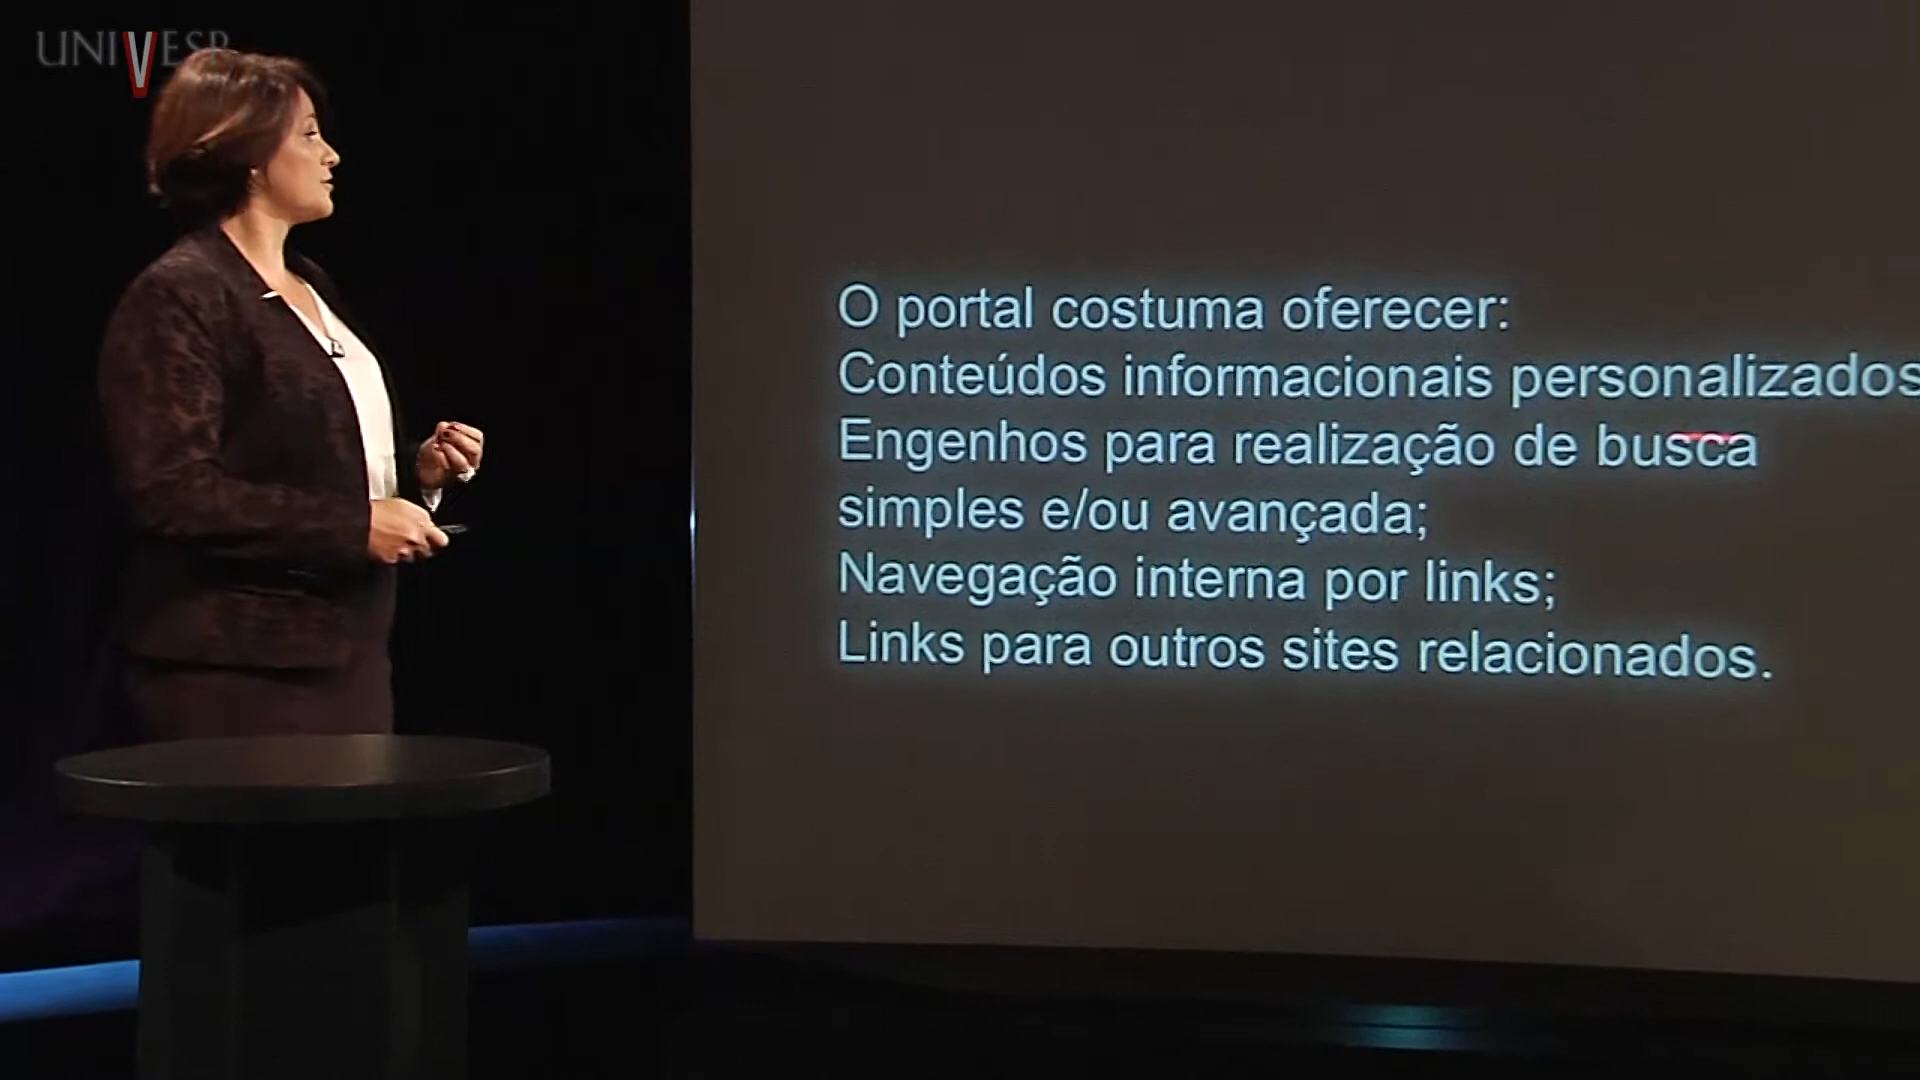 UNIVESP
O portal costuma oferecer:
Conteúdos informacionais personalizados
Engenhos para realização de busca
simples e/ou avançada;
Navegação interna por links;
Links para outros sites relacionados.